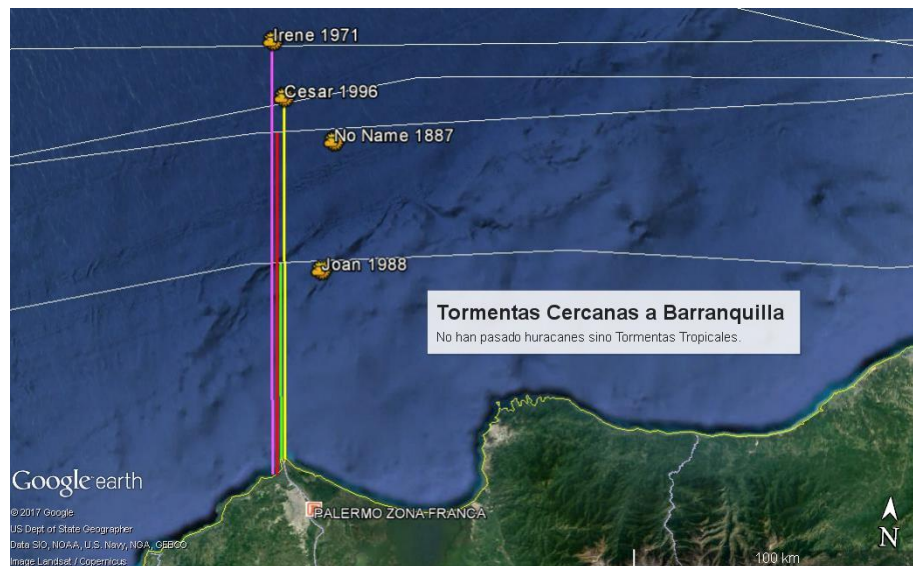 Irene 1971
Cesar 1996
No Name 1887
Joan 1988
Tormentas Cercanas a Barranquilla
No han pasado huracanes sino Tormentas Tropicales.
Google earth
© 2017 Google
US Dept of State Geographer
Data SIO, NOAA, U.S. Navy, NGA, GEBCO
Image Landsat / Copernicus
PALERMO ZONA FRANCA
N
100 km